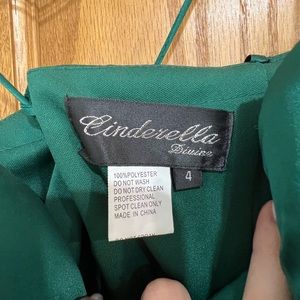 Cinderella
Divine
4
100%POLYESTER
DO NOT WASH
DO NOT DRY CLEAN
PROFESSIONAL
SPOT CLEAN ONLY
MADE IN CHINA